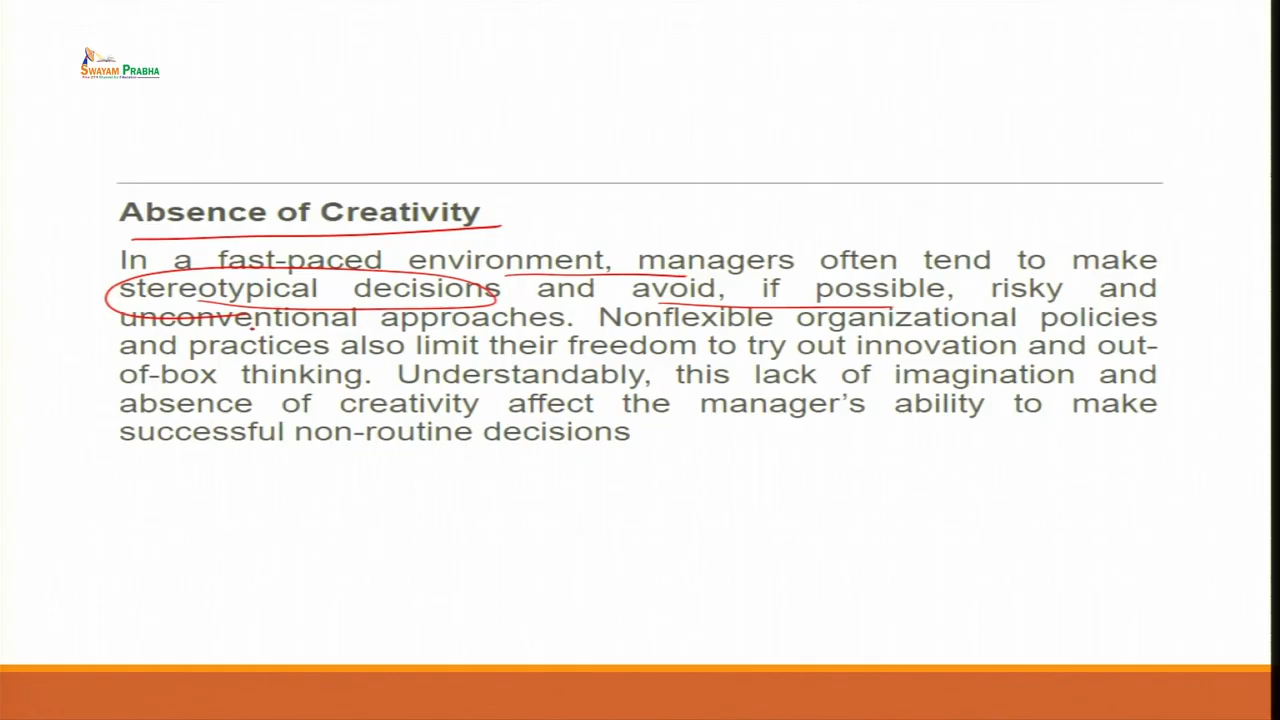 SWAYAM PRABHA
Absence of Creativity
In a fast-paced environment, managers often tend to make
stereotypical decisions and avoid, if possible, risky and
unconventional approaches. Nonflexible organizational policies
and practices also limit their freedom to try out innovation and out-
of-box thinking. Understandably, this lack of imagination and
absence of creativity affect the manager's ability to make
successful non-routine decisions